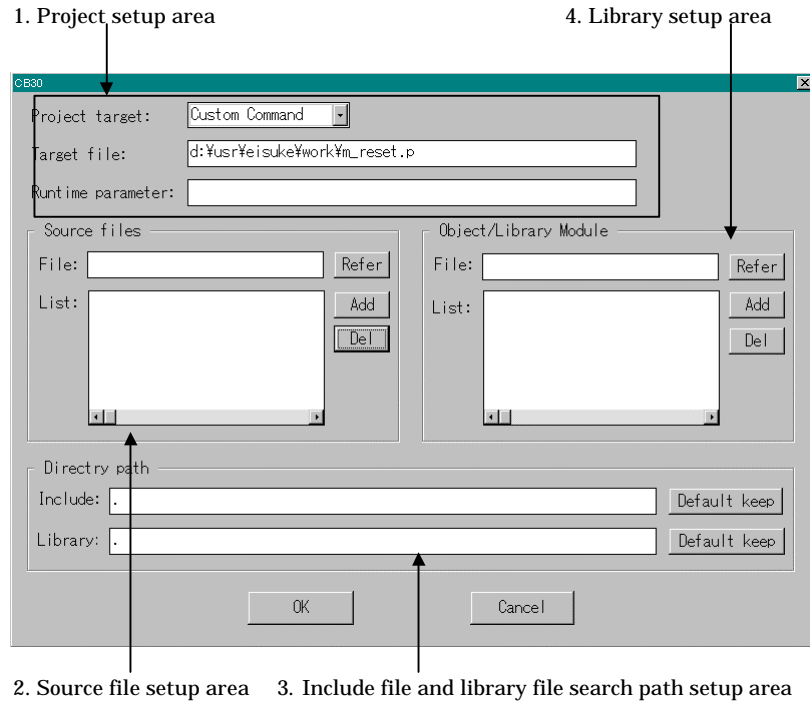 1. Project setup area
4. Library setup area
CB30
Project target:
Custom Command
Target file:
d:¥usr¥eisuke¥work¥m_reset.p
Runtime parameter:
Source files
File:
Refer
List:
Add
Del
Object/Library Module
File:
Refer
List:
Add
Del
Directry path
Include:
.
Default keep
Library:
.
Default keep
OK
Cancel
2. Source file setup area
3. Include file and library file search path setup area